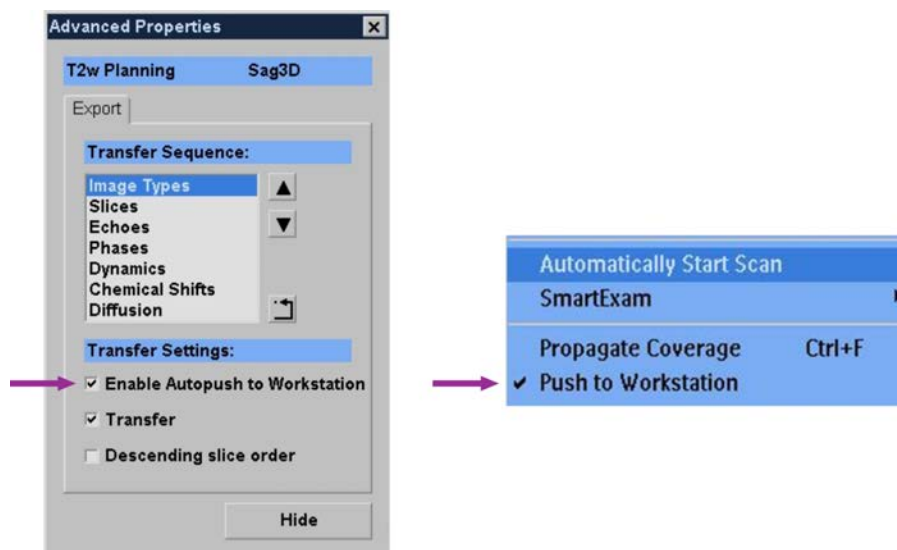 Advanced Properties
T2w Planning Sag3D
Export
Transfer Sequence:
Image Types
Slices
Echoes
Phases
Dynamics
Chemical Shifts
Diffusion
Transfer Settings:
Enable Autopush to Workstation
Transfer
Descending slice order
Hide
Automatically Start Scan
SmartExam
Propagate Coverage Ctrl+F
Push to Workstation